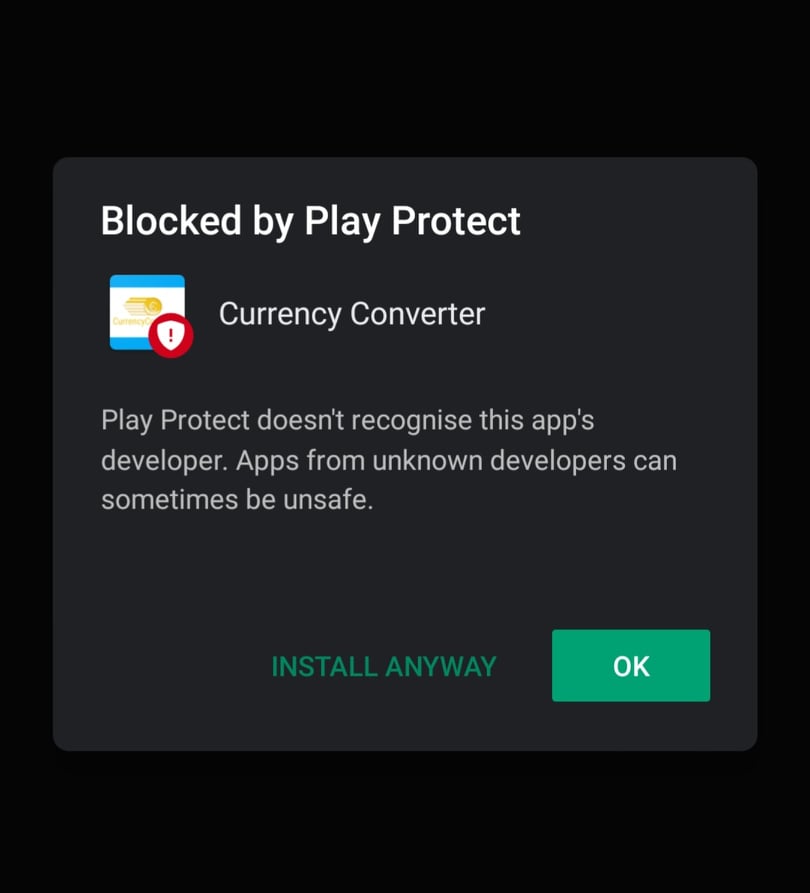 Blocked by Play Protect
Currency Converter
Play Protect doesn't recognise this app's
developer. Apps from unknown developers can
sometimes be unsafe.
INSTALL ANYWAY
OK